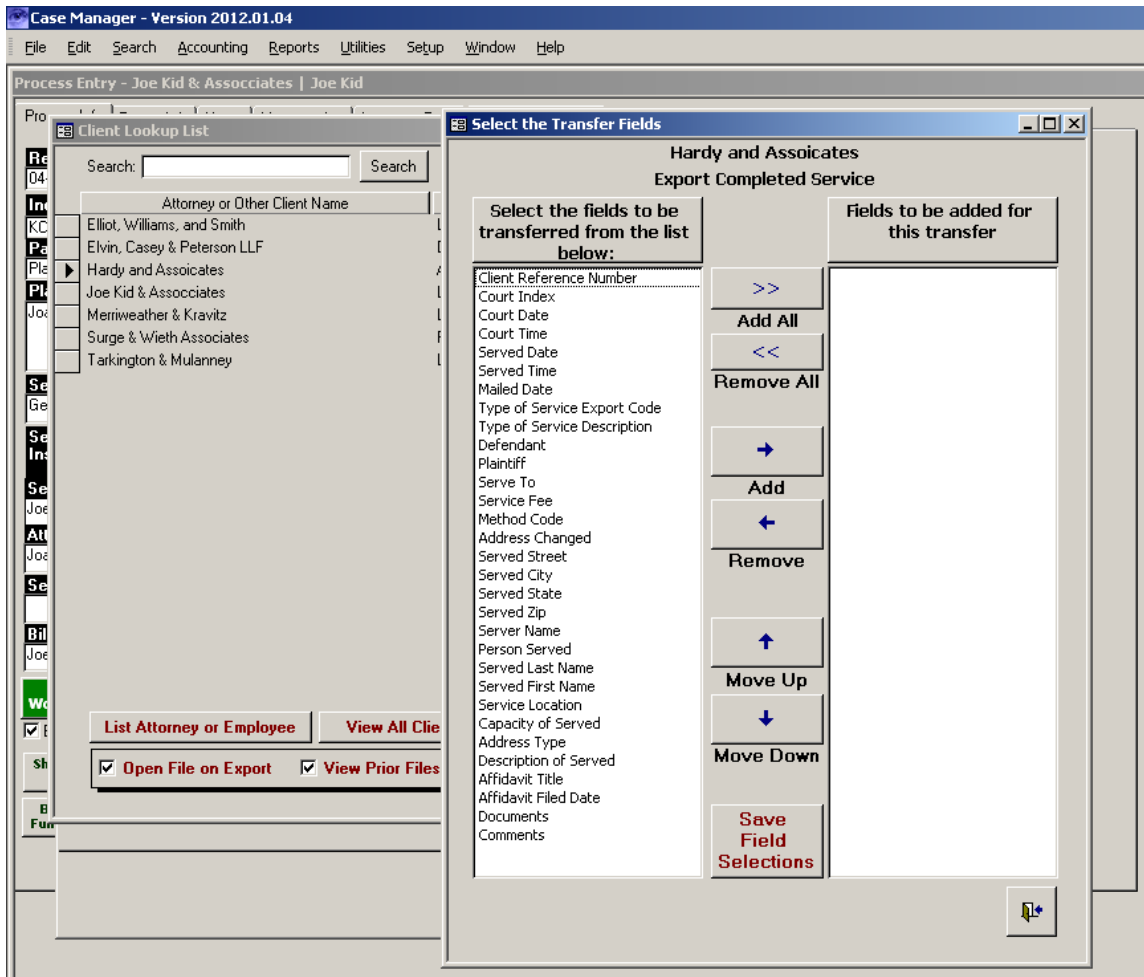 Case Manager - Version 2012.01.04
File Edit Search Accounting Reports Utilities Setup Window Help
Process Entry - Joe Kid & Assocciates | Joe Kid
Client Lookup List
Search:
Search
Attorney or Other Client Name
Elliot, Williams, and Smith
Elvin, Casey & Peterson LLF
Hardy and Assoicates
Joe Kid & Assocciates
Merriweather & Kravitz
Surge & Wieth Associates
Tarkington & Mulanney
List Attorney or Employee
View All Clie
Open File on Export
View Prior Files
Select the Transfer Fields
Hardy and Assoicates
Export Completed Service
Select the fields to be
transferred from the list
below:
Client Reference Number
Court Index
Court Date
Court Time
Served Date
Served Time
Mailed Date
Type of Service Export Code
Type of Service Description
Defendant
Plaintiff
Serve To
Service Fee
Method Code
Address Changed
Served Street
Served City
Served State
Served Zip
Server Name
Person Served
Served Last Name
Served First Name
Service Location
Capacity of Served
Address Type
Description of Served
Affidavit Title
Affidavit Filed Date
Documents
Comments
>>
Add All
<<
Remove All
Add
Remove
Move Up
Move Down
Save
Field
Selections
Fields to be added for
this transfer